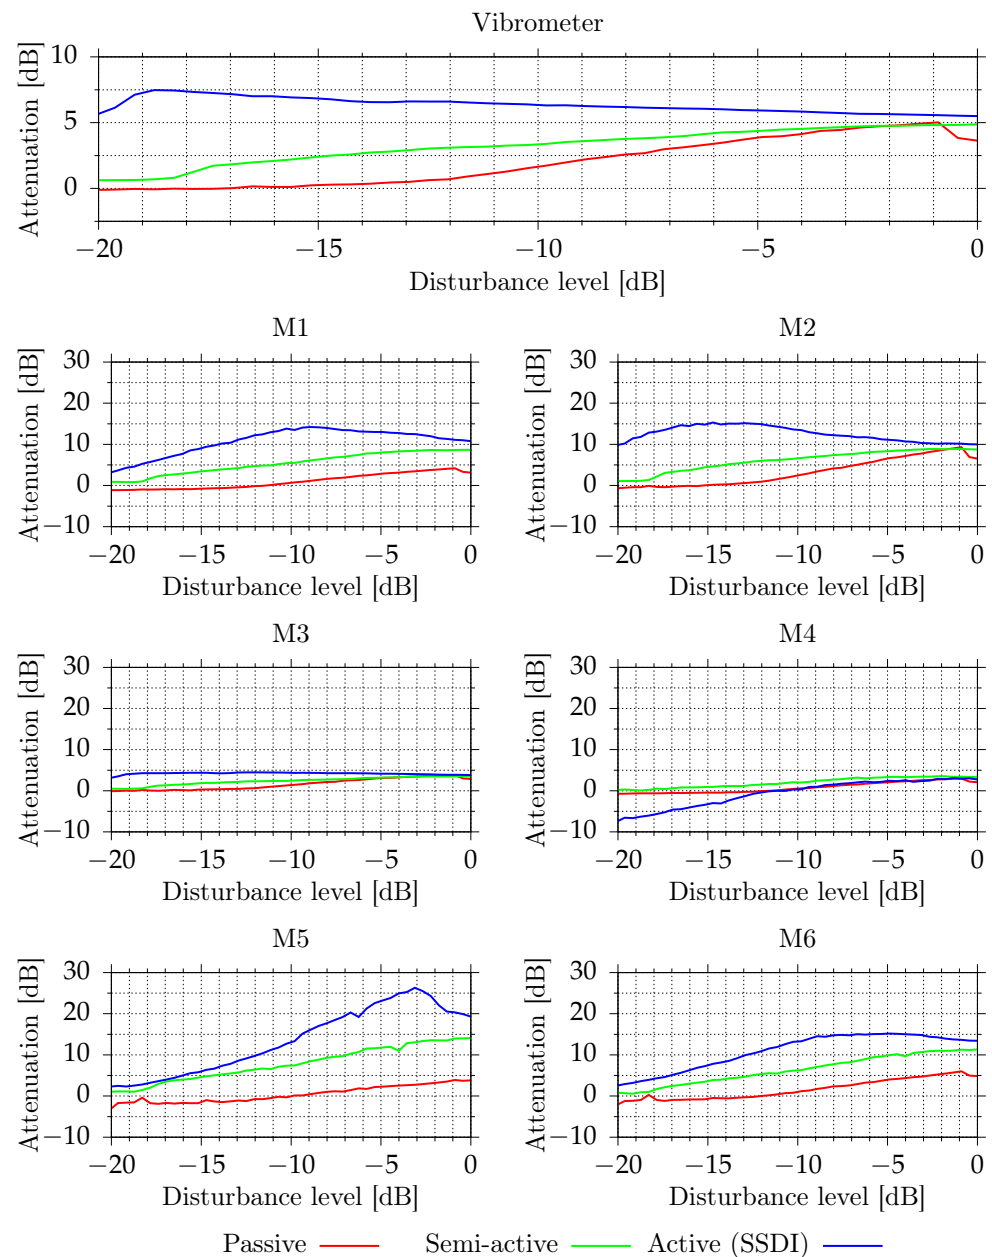 Vibrometer
Attenuation [dB]
10
5
0
−20 −15 −10 −5 0
Disturbance level [dB]
M1 M2
Attenuation [dB] Attenuation [dB]
30 30
20 20
10 10
0 0
−10 −10
−20 −15 −10 −5 0 −20 −15 −10 −5 0
Disturbance level [dB] Disturbance level [dB]
M3 M4
Attenuation [dB] Attenuation [dB]
30 30
20 20
10 10
0 0
−10 −10
−20 −15 −10 −5 0 −20 −15 −10 −5 0
Disturbance level [dB] Disturbance level [dB]
M5 M6
Attenuation [dB] Attenuation [dB]
30 30
20 20
10 10
0 0
−10 −10
−20 −15 −10 −5 0 −20 −15 −10 −5 0
Disturbance level [dB] Disturbance level [dB]
Passive Semi-active Active (SSDI)